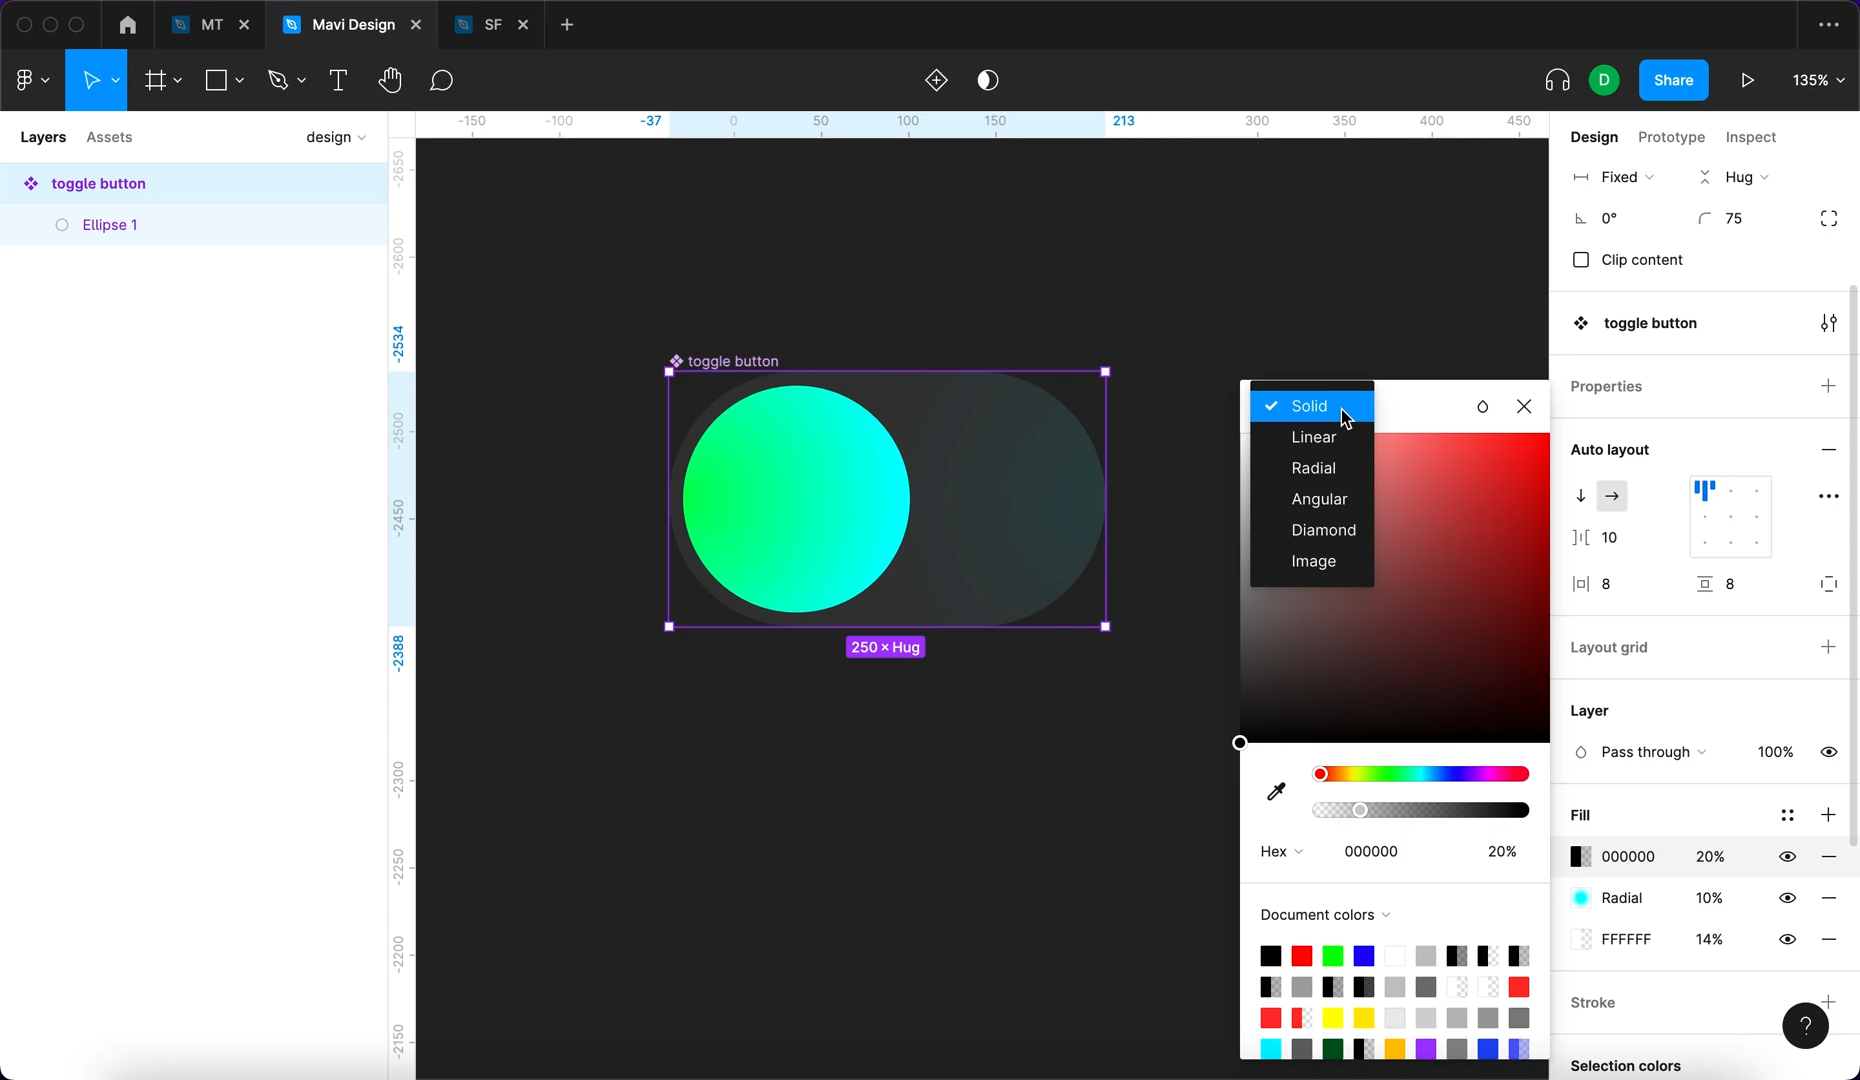 MT
Mavi Design
SF
D
Share
135%
Layers Assets design
-150 -100 -37 0 50 100 150 213 300 350 400 450
Design Prototype Inspect
toggle button
Ellipse 1
-2650
-2600
-2534
-2500
-2450
-2388
-2300
-2250
-2200
-2150
toggle button
250 × Hug
Solid
Linear
Radial
Angular
Diamond
Image
Hex 000000 20%
Document colors
Fixed Hug
0° 75
Clip content
toggle button
Properties
Auto layout
10
8 8
Layout grid
Layer
Pass through 100%
Fill
000000 20%
Radial 10%
FFFFFF 14%
Stroke
?
Selection colors